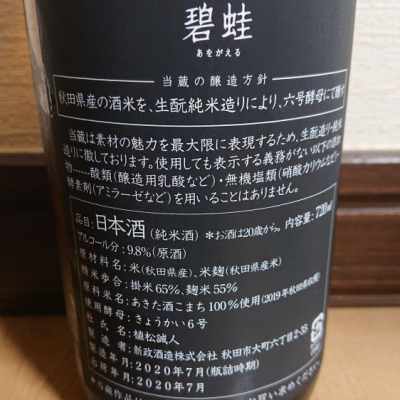 碧蛙
あをがえる
当蔵の醸造方針
秋田県産の酒米を、生酛純米造りにより、六号酵母にて醸す
当蔵は素材の魅力を最大限に表現するため、生酛造り・純米
造りに徹しております。使用しても表示する義務がない以下の添加
物……酸類(醸造用乳酸など)・無機塩類(硝酸カリウムなど)・
酵素剤(アミラーゼなど)を用いることはありません。
品目:日本酒(純米酒) *お酒は20歳から。内容量:720ml
アルコール分:9.8%(原酒)
原材料名:米(秋田県産)、米麹(秋田県産米)
精米歩合:掛米65%、麹米55%
原料米:あきた酒こまち100%使用(2019年秋田県収穫)
使用酵母:きょうかい6号
製造者:植松誠人
新政酒造株式会社 秋田市大町六丁目2-35
製造年月:2020年7月(瓶詰時期)
出荷年月:2020年7月